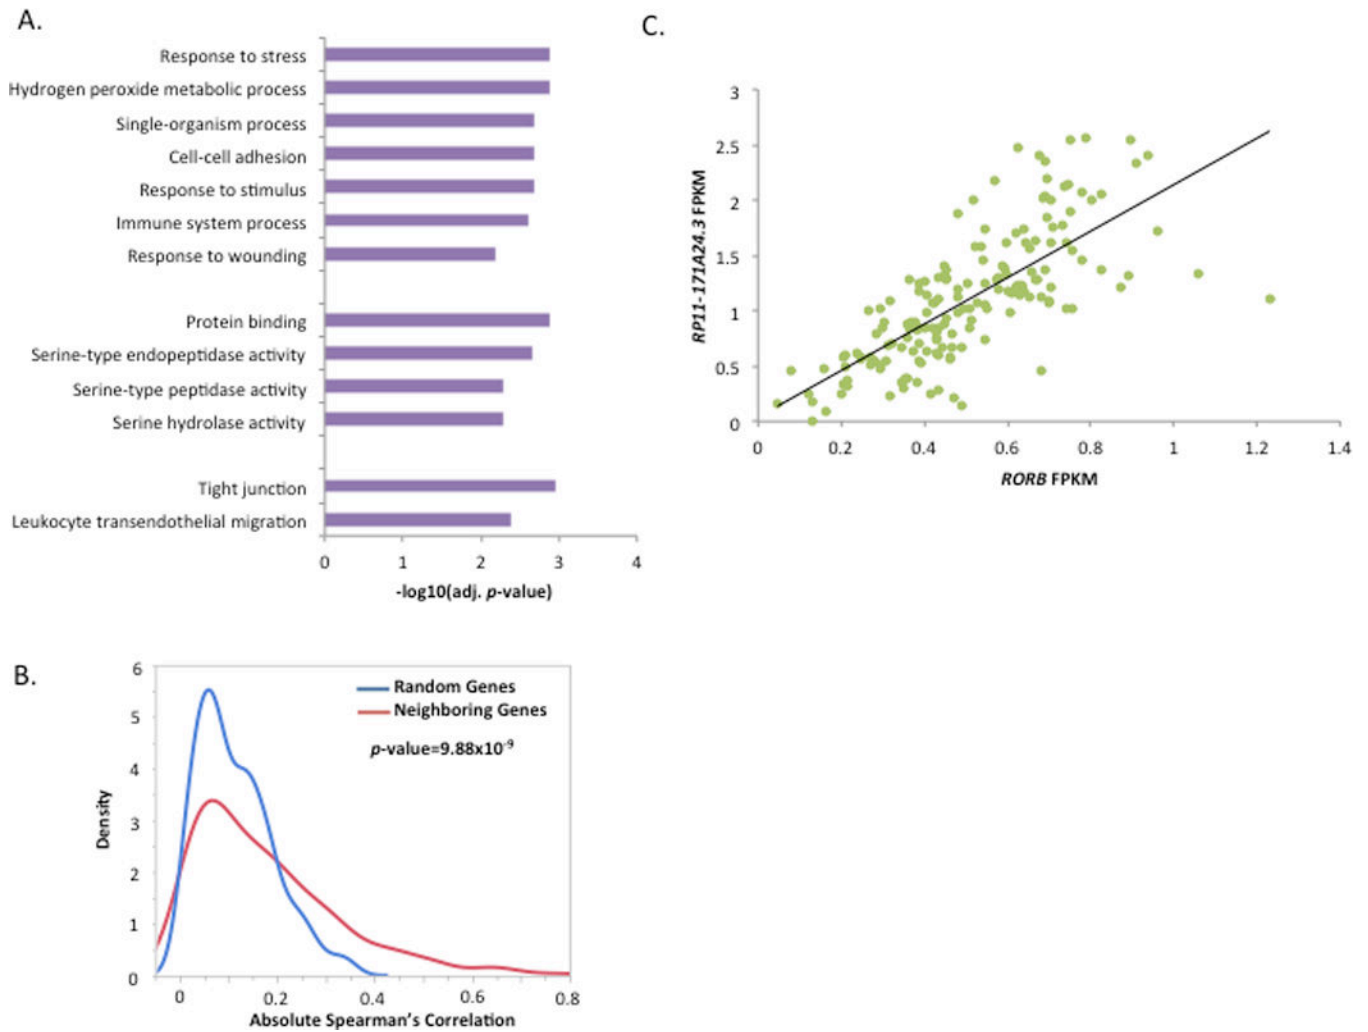 A.
Response to stress
Hydrogen peroxide metabolic process
Single-organism process
Cell-cell adhesion
Response to stimulus
Immune system process
Response to wounding
Protein binding
Serine-type endopeptidase activity
Serine-type peptidase activity
Serine hydrolase activity
Tight junction
Leukocyte transendothelial migration
0 1 2 3 4
-log10(adj. p-value)
B.
6
5
4
3
2
1
0
Density
Random Genes
Neighboring Genes
p-value=9.88x10⁻⁹
0 0.2 0.4 0.6 0.8
Absolute Spearman's Correlation
C.
3
2.5
2
1.5
1
0.5
0
RP11-171A24.3 FPKM
0 0.2 0.4 0.6 0.8 1 1.2 1.4
RORB FPKM